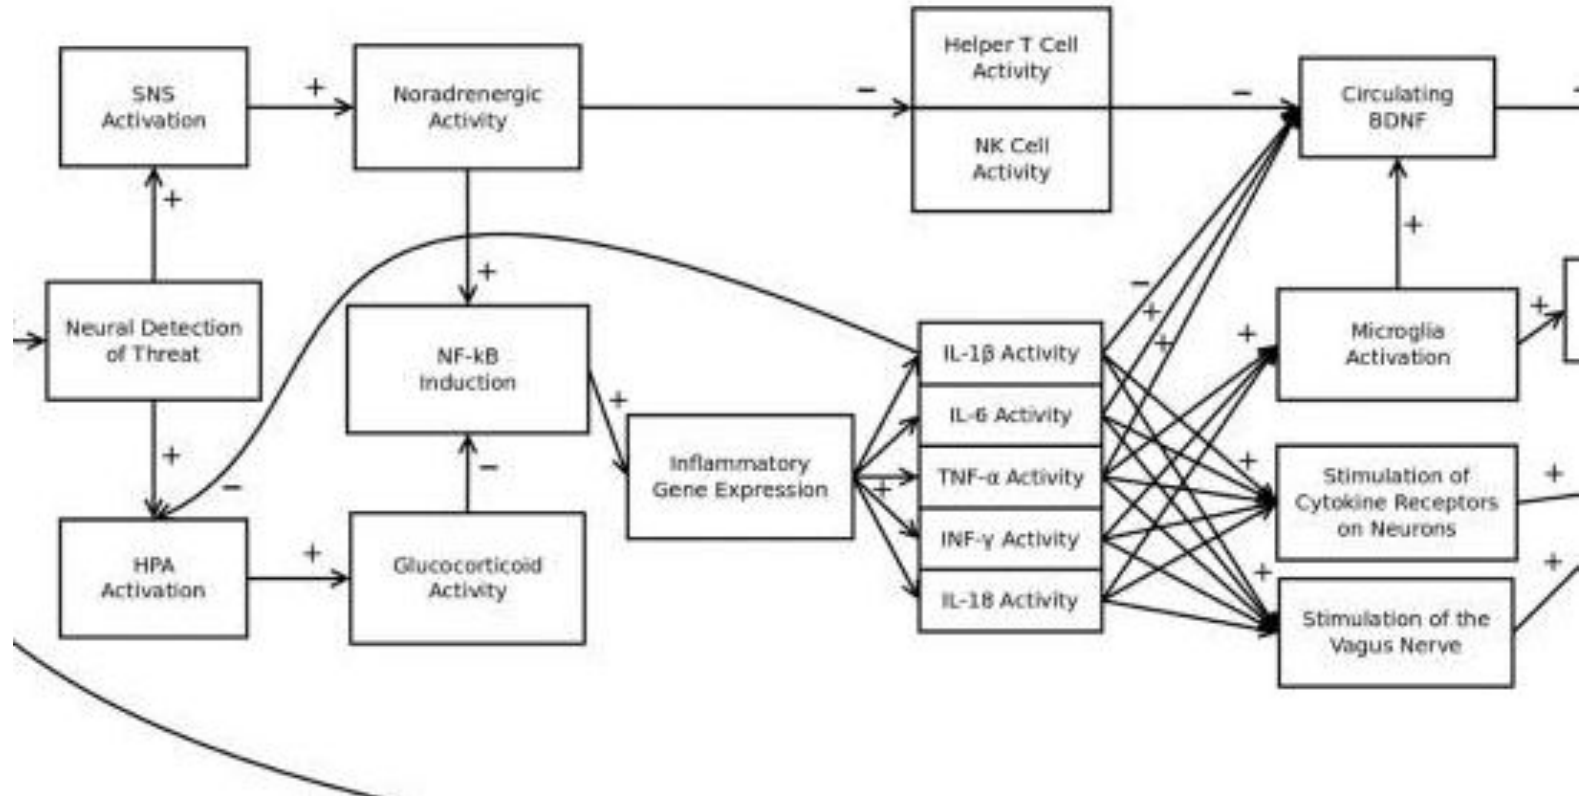 SNS
Activation
+
Noradrenergic
Activity
−
Helper T Cell
Activity
NK Cell
Activity
−
Circulating
BDNF
+
+
+
Neural Detection
of Threat
NF-kB
Induction
+
−
+
+
IL-1β Activity
IL-6 Activity
TNF-α Activity
INF-γ Activity
IL-18 Activity
+
Microglia
Activation
+
+
−
−
Inflammatory
Gene Expression
+
+
Stimulation of
Cytokine Receptors
on Neurons
+
HPA
Activation
+
Glucocorticoid
Activity
+
Stimulation of the
Vagus Nerve
+